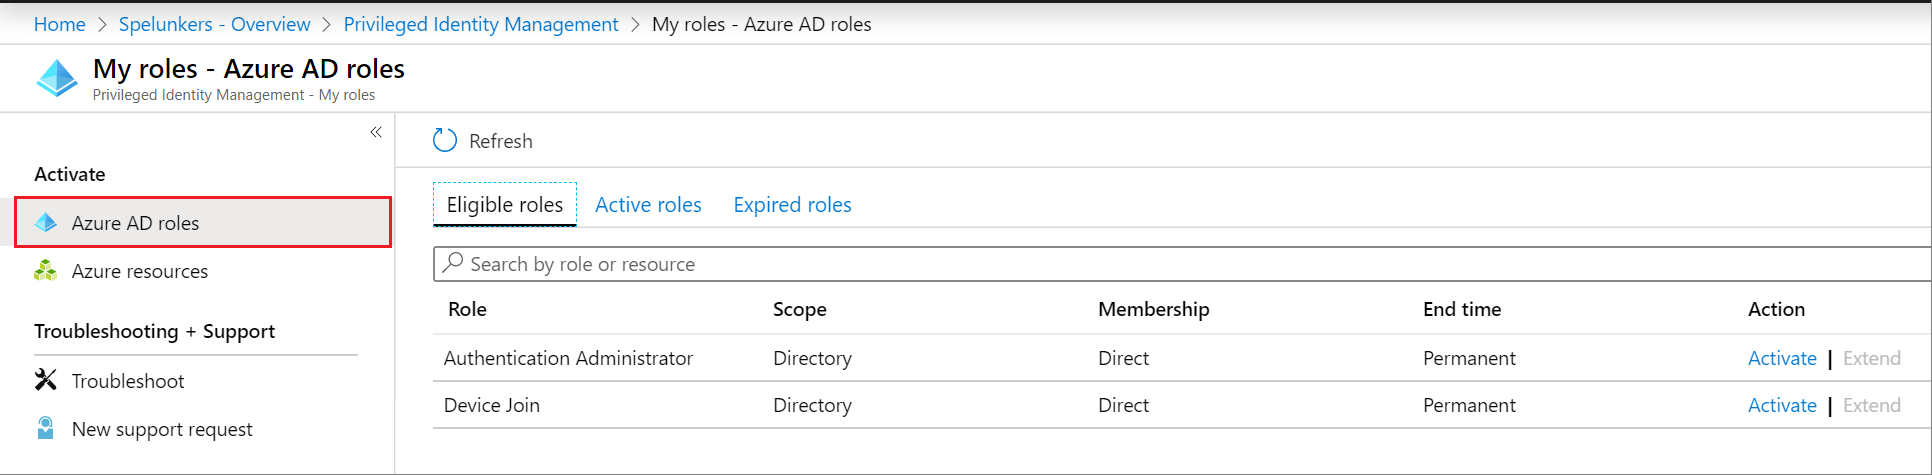 Home > Spelunkers - Overview > Privileged Identity Management > My roles - Azure AD roles
My roles - Azure AD roles
Privileged Identity Management - My roles
«
Refresh
Activate
Azure AD roles
Azure resources
Troubleshooting + Support
Troubleshoot
New support request
Eligible roles Active roles Expired roles
Search by role or resource
Role Scope Membership End time Action
Authentication Administrator Directory Direct Permanent Activate | Extend
Device Join Directory Direct Permanent Activate | Extend